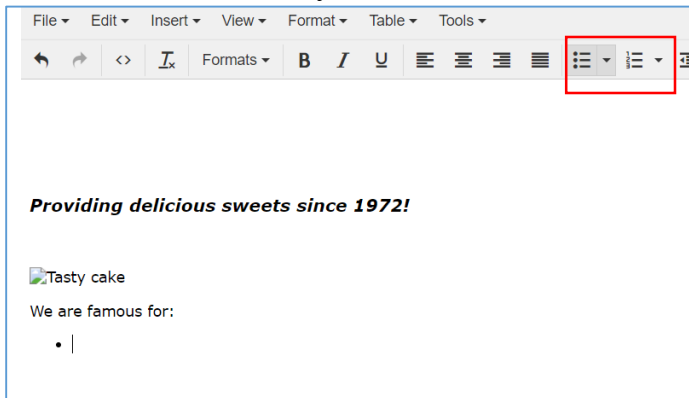 File Edit Insert View Format Table Tools
Formats B I U
Providing delicious sweets since 1972!
Tasty cake
We are famous for: